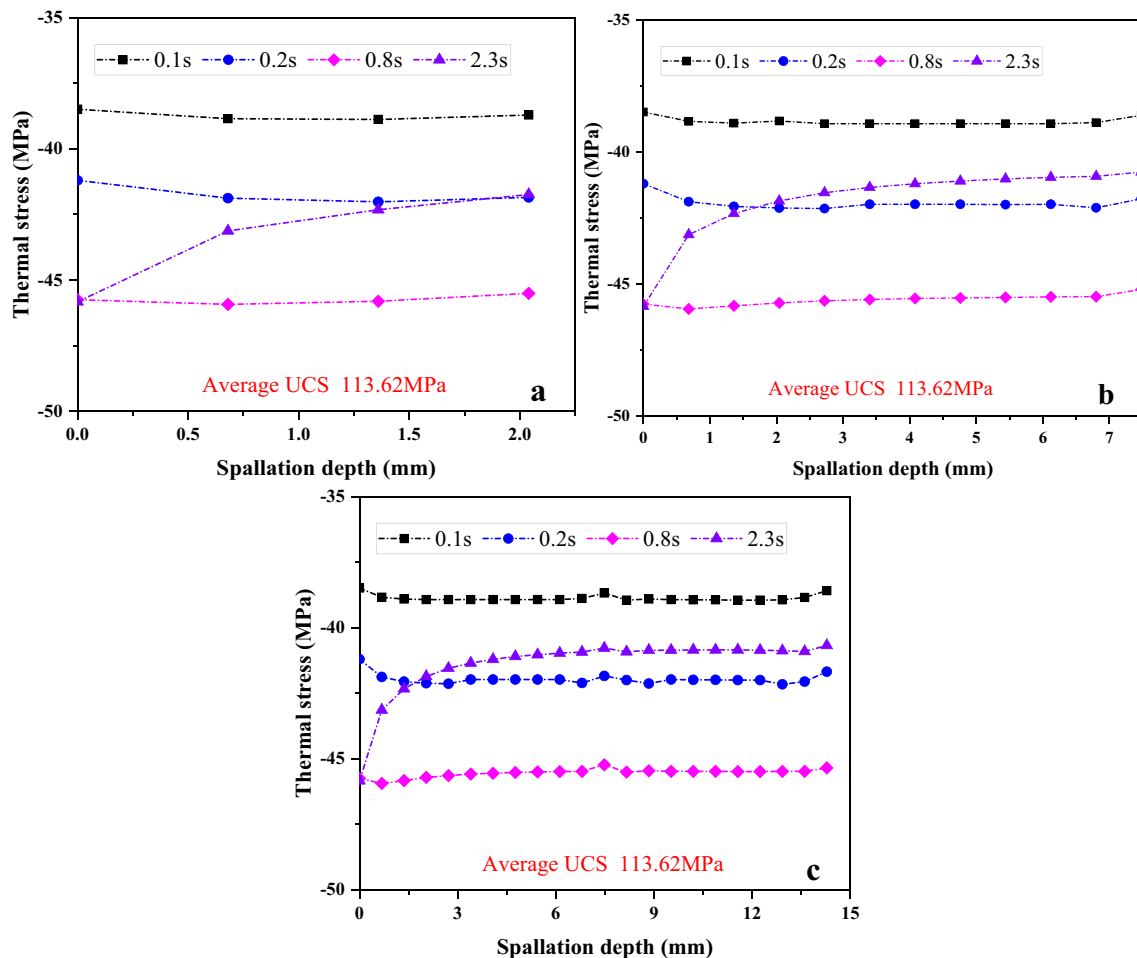 -35
-40
-45
-50
Thermal stress (MPa)
0.1s 0.2s 0.8s 2.3s
Average UCS 113.62MPa
a
0.0 0.5 1.0 1.5 2.0
Spallation depth (mm)
-35
-40
-45
-50
Thermal stress (MPa)
0.1s 0.2s 0.8s 2.3s
Average UCS 113.62MPa
b
0 1 2 3 4 5 6 7
Spallation depth (mm)
-35
-40
-45
-50
Thermal stress (MPa)
0.1s 0.2s 0.8s 2.3s
Average UCS 113.62MPa
c
0 3 6 9 12 15
Spallation depth (mm)